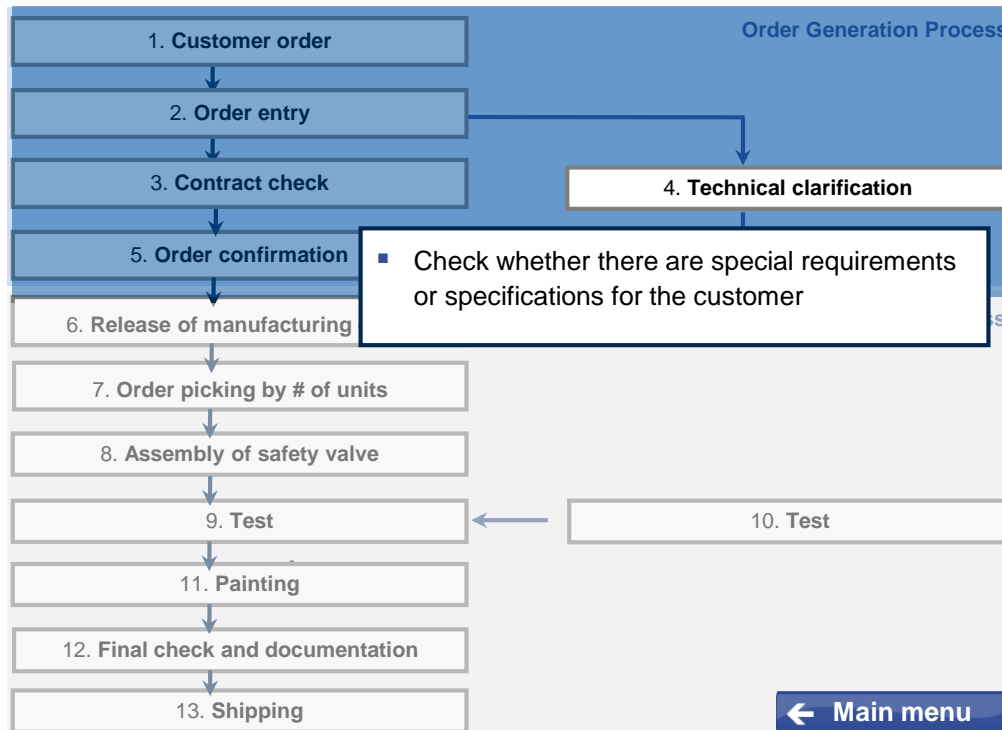 Order Generation Process
1. Customer order
2. Order entry
3. Contract check
4. Technical clarification
5. Order confirmation
▪ Check whether there are special requirements
or specifications for the customer
6. Release of manufacturing
7. Order picking by # of units
8. Assembly of safety valve
9. Test
10. Test
11. Painting
12. Final check and documentation
13. Shipping
Main menu